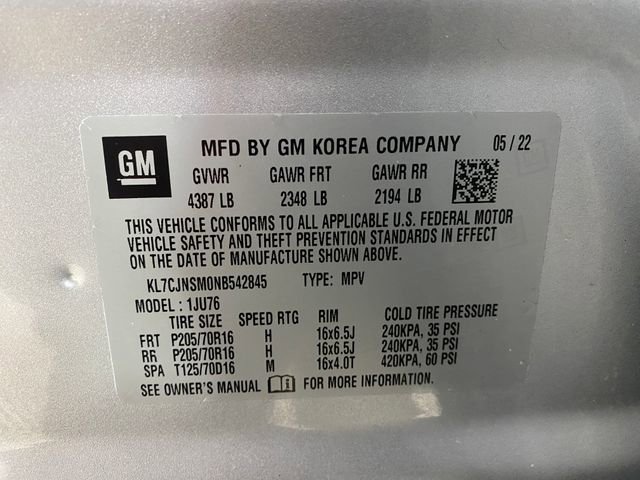 GM
MFD BY GM KOREA COMPANY 05 / 22
GVWR GAWR FRT GAWR RR
4387 LB 2348 LB 2194 LB
THIS VEHICLE CONFORMS TO ALL APPLICABLE U.S. FEDERAL MOTOR
VEHICLE SAFETY AND THEFT PREVENTION STANDARDS IN EFFECT
ON THE DATE OF MANUFACTURE SHOWN ABOVE.
KL7CJNSM0NB542845 TYPE: MPV
MODEL : 1JU76
TIRE SIZE SPEED RTG RIM COLD TIRE PRESSURE
FRT P205/70R16 H 16x6.5J 240KPA, 35 PSI
RR P205/70R16 H 16x6.5J 240KPA, 35 PSI
SPA T125/70D16 M 16x4.0T 420KPA, 60 PSI
SEE OWNER'S MANUAL FOR MORE INFORMATION.